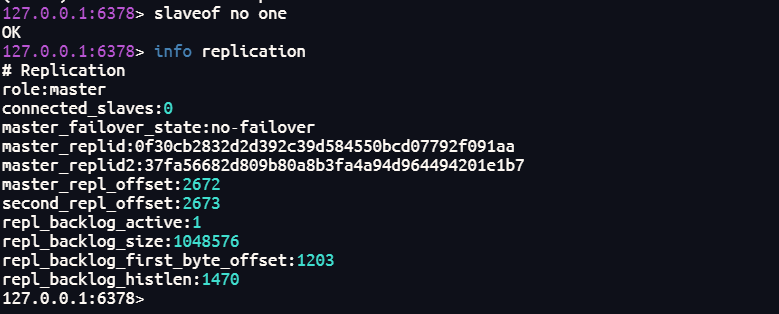 127.0.0.1:6378> slaveof no one
OK
127.0.0.1:6378> info replication
# Replication
role:master
connected_slaves:0
master_failover_state:no-failover
master_replid:0f30cb2832d2d392c39d584550bcd07792f091aa
master_replid2:37fa56682d809b80a8b3fa4a94d964494201e1b7
master_repl_offset:2672
second_repl_offset:2673
repl_backlog_active:1
repl_backlog_size:1048576
repl_backlog_first_byte_offset:1203
repl_backlog_histlen:1470
127.0.0.1:6378>